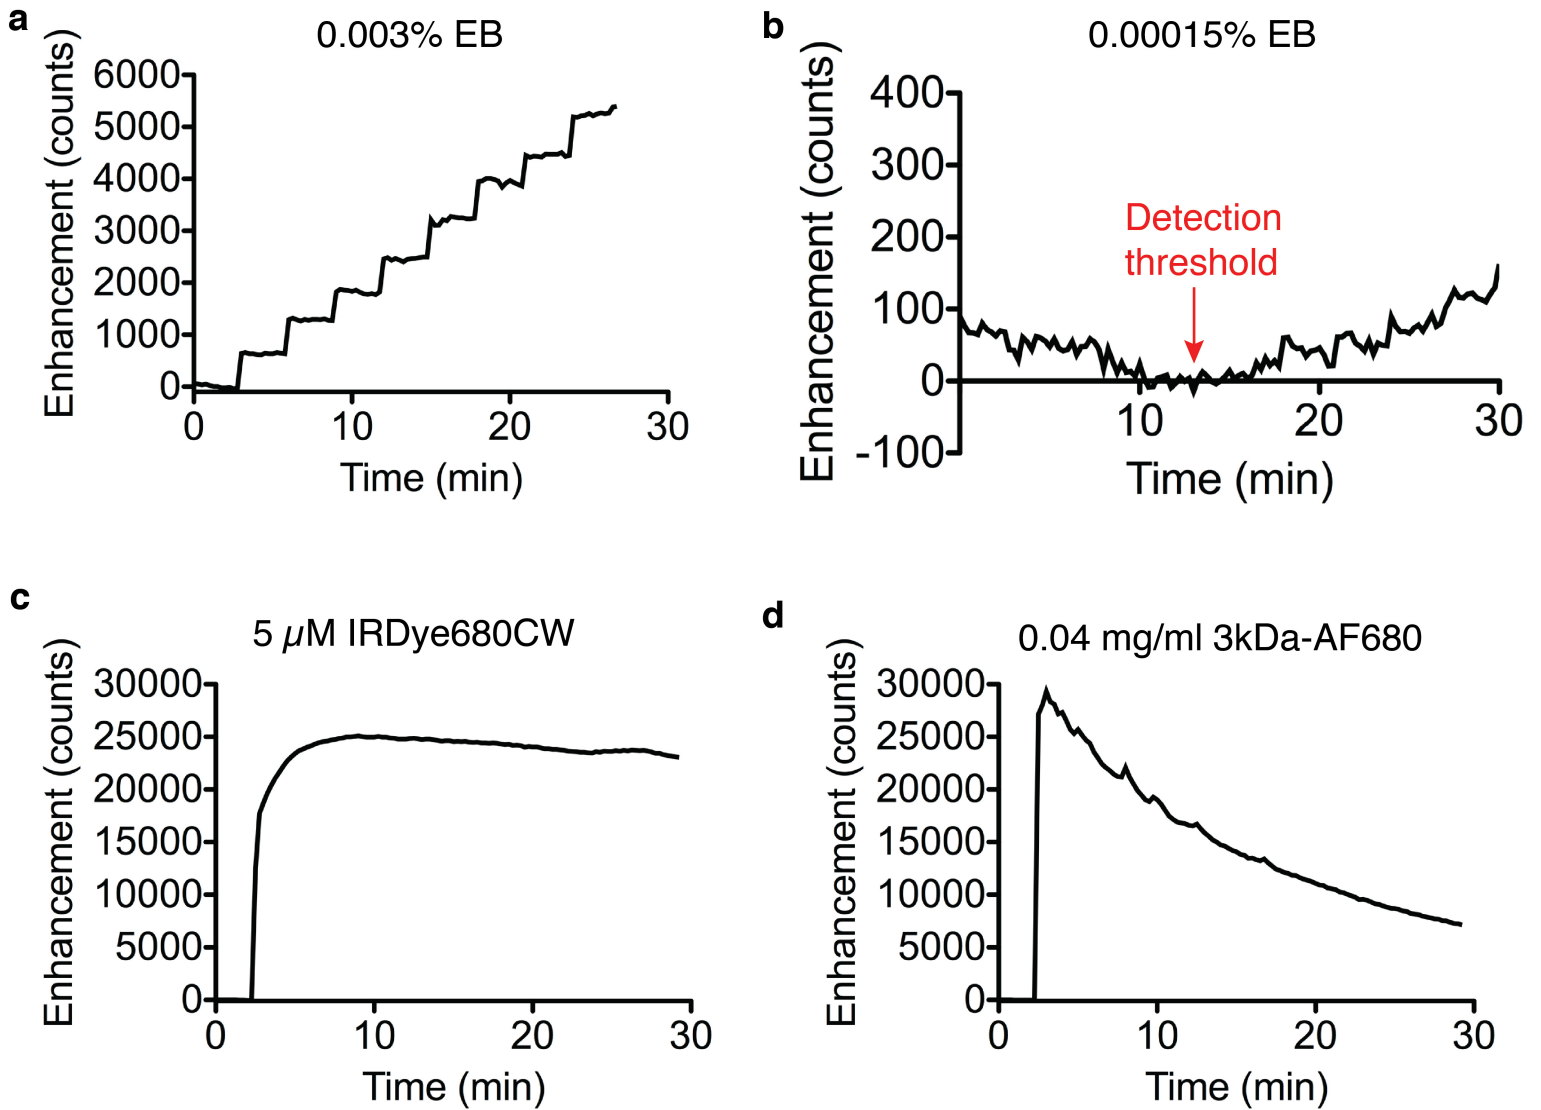 a
0.003% EB
Enhancement (counts)
6000
5000
4000
3000
2000
1000
0
0 10 20 30
Time (min)
b
0.00015% EB
Enhancement (counts)
400
300
200
100
0
-100
Detection
threshold
10 20 30
Time (min)
c
5 µM IRDye680CW
Enhancement (counts)
30000
25000
20000
15000
10000
5000
0
0 10 20 30
Time (min)
d
0.04 mg/ml 3kDa-AF680
Enhancement (counts)
30000
25000
20000
15000
10000
5000
0
0 10 20 30
Time (min)